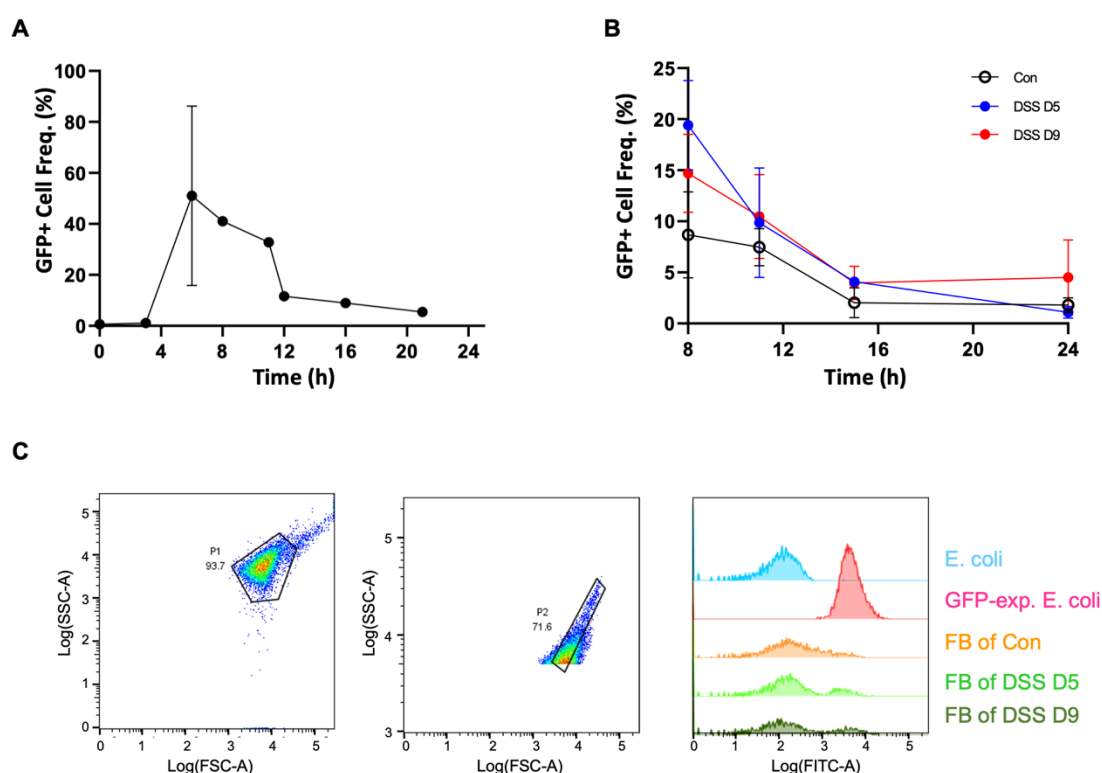 A
GFP+ Cell Freq. (%)
100
80
60
40
20
0
0 4 8 12 16 20 24
Time (h)
B
GFP+ Cell Freq. (%)
25
20
15
10
5
0
8 12 16 20 24
Time (h)
Con
DSS D5
DSS D9
C
Log(SSC-A)
5
4
3
2
1
0
P1
93.7
0 1 2 3 4 5
Log(FSC-A)
Log(SSC-A)
5
4
3
P2
71.6
0 1 2 3 4 5
Log(FSC-A)
0 1 2 3 4 5
Log(FITC-A)
E. coli
GFP-exp. E. coli
FB of Con
FB of DSS D5
FB of DSS D9